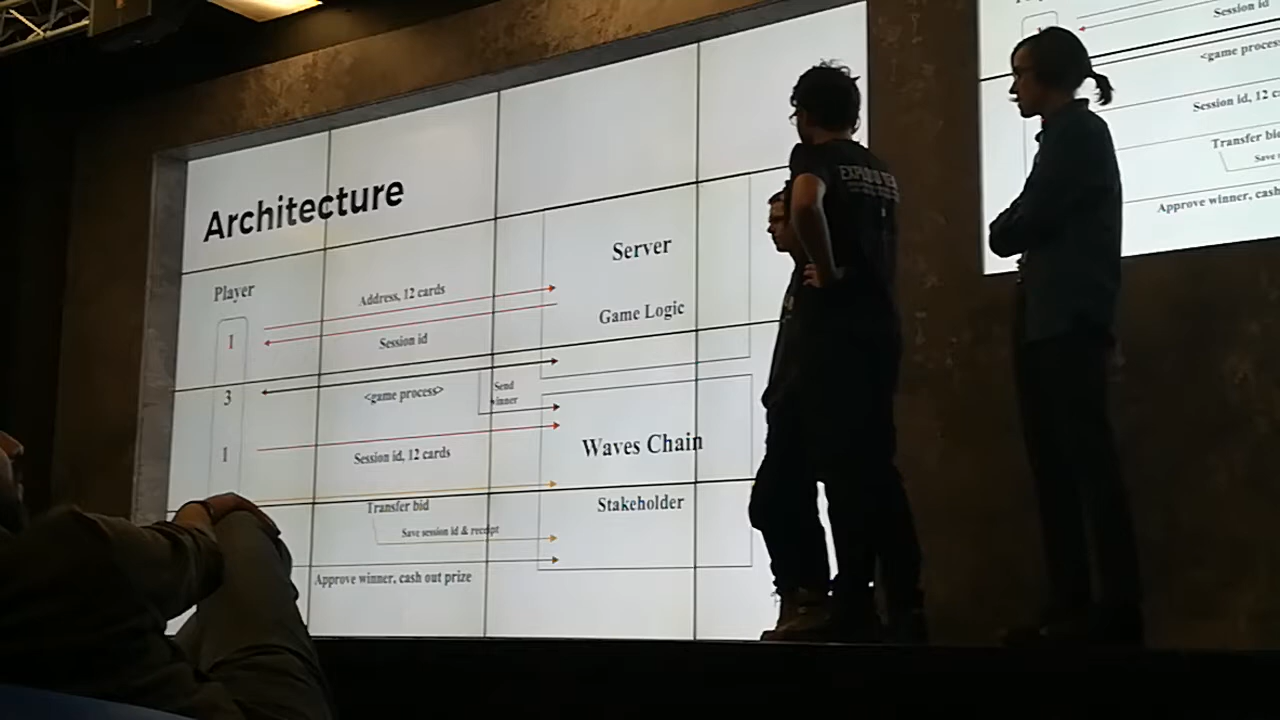 Architecture
Player
Server
Address, 12 cards
1
Session id
Game Logic
3
<game process>
Send
winner
1
Session id, 12 cards
Waves Chain
Transfer bid
Stakeholder
Save session id & receipt
Approve winner, cash out prize
Session id
<game process
Session id, 12
Transfer
Save
Approve winner, cash